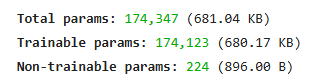 Total params: 174,347 (681.04 KB)
Trainable params: 174,123 (680.17 KB)
Non-trainable params: 224 (896.00 B)